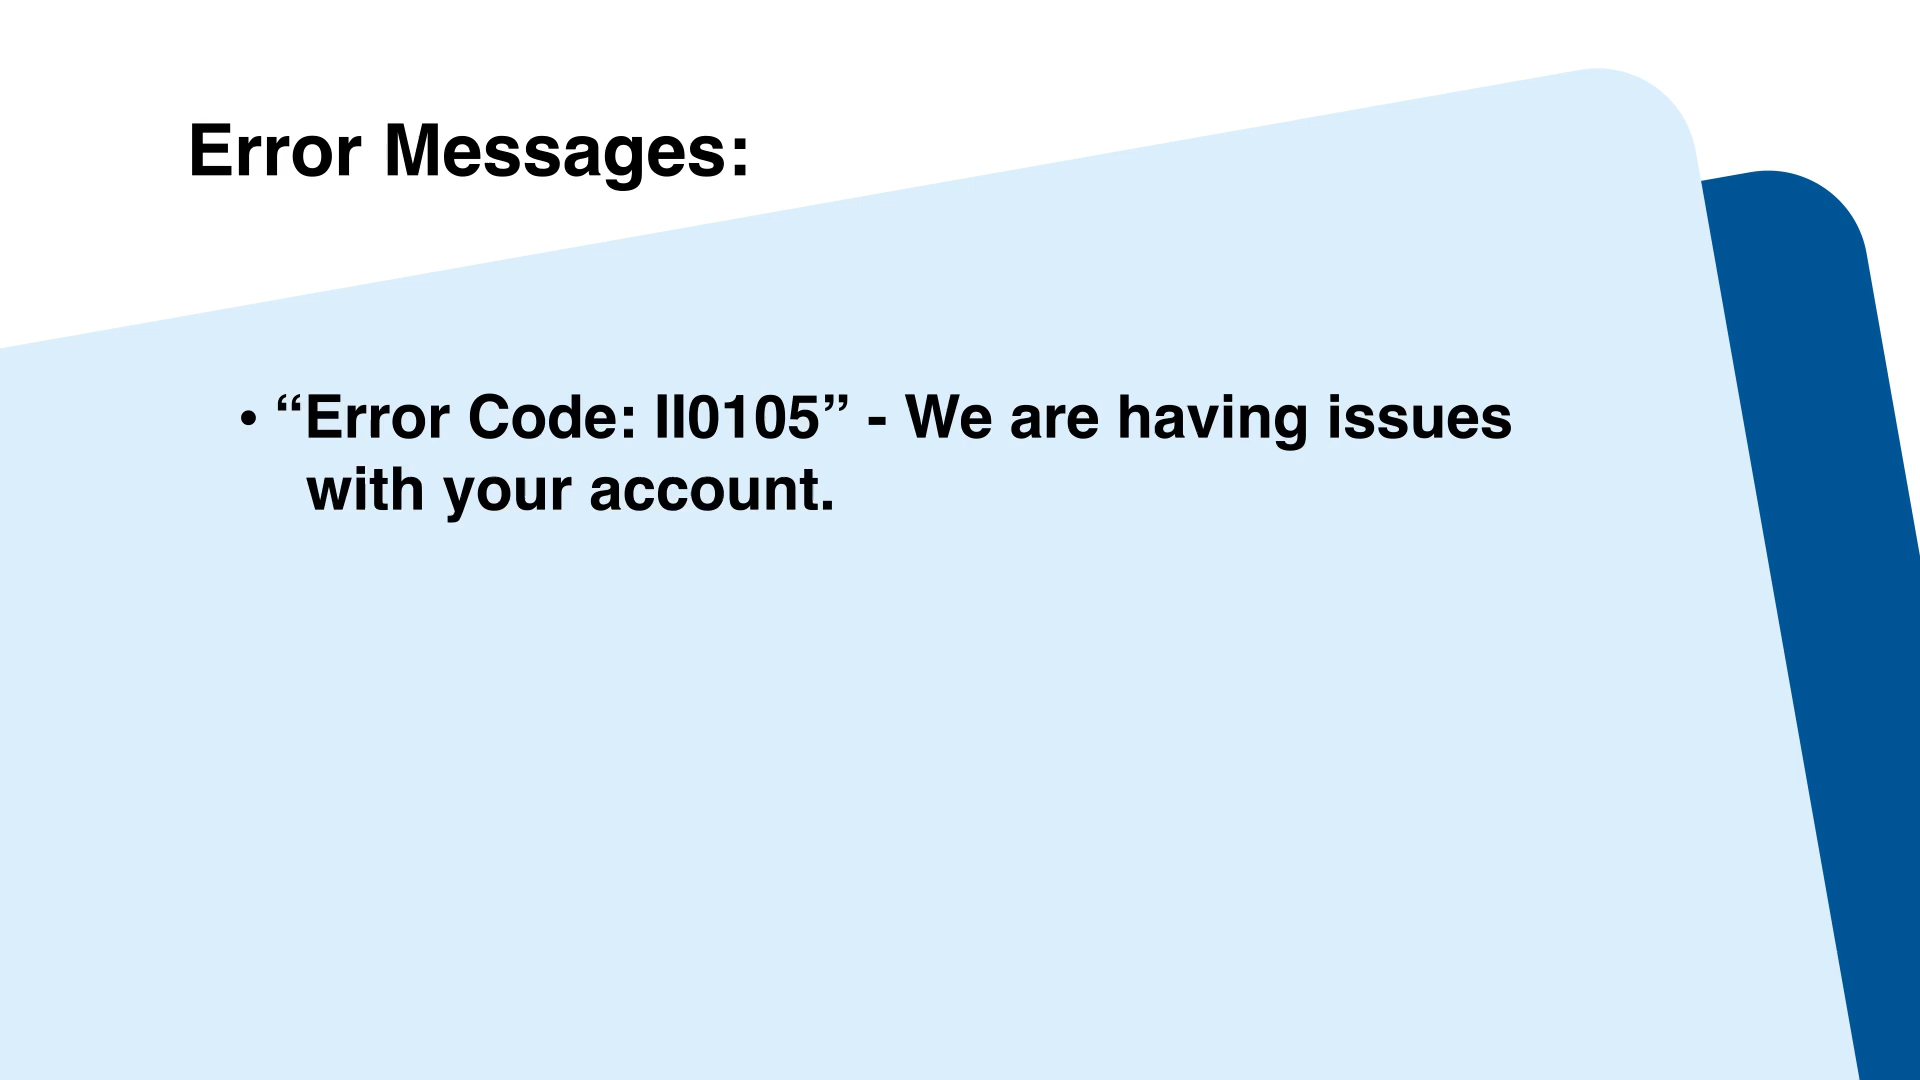 Error Messages:
• “Error Code: II0105” - We are having issues
with your account.